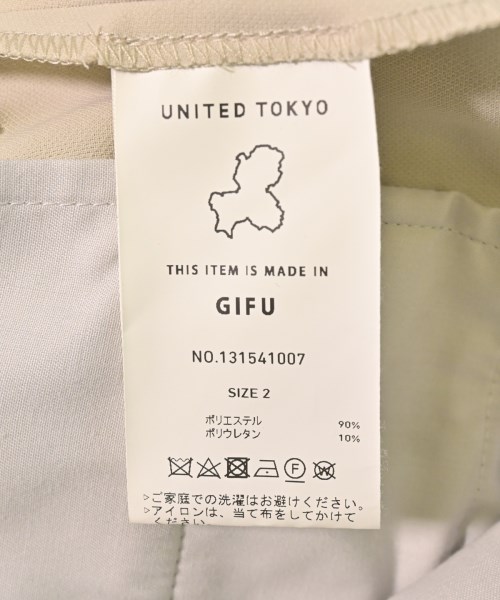 UNITED TOKYO
THIS ITEM IS MADE IN
GIFU
NO.131541007
SIZE 2
ポリエステル 90%
ポリウレタン 10%
F W
>ご家庭での洗濯はお避けください。
>アイロンは、当て布をしてかけて
ください